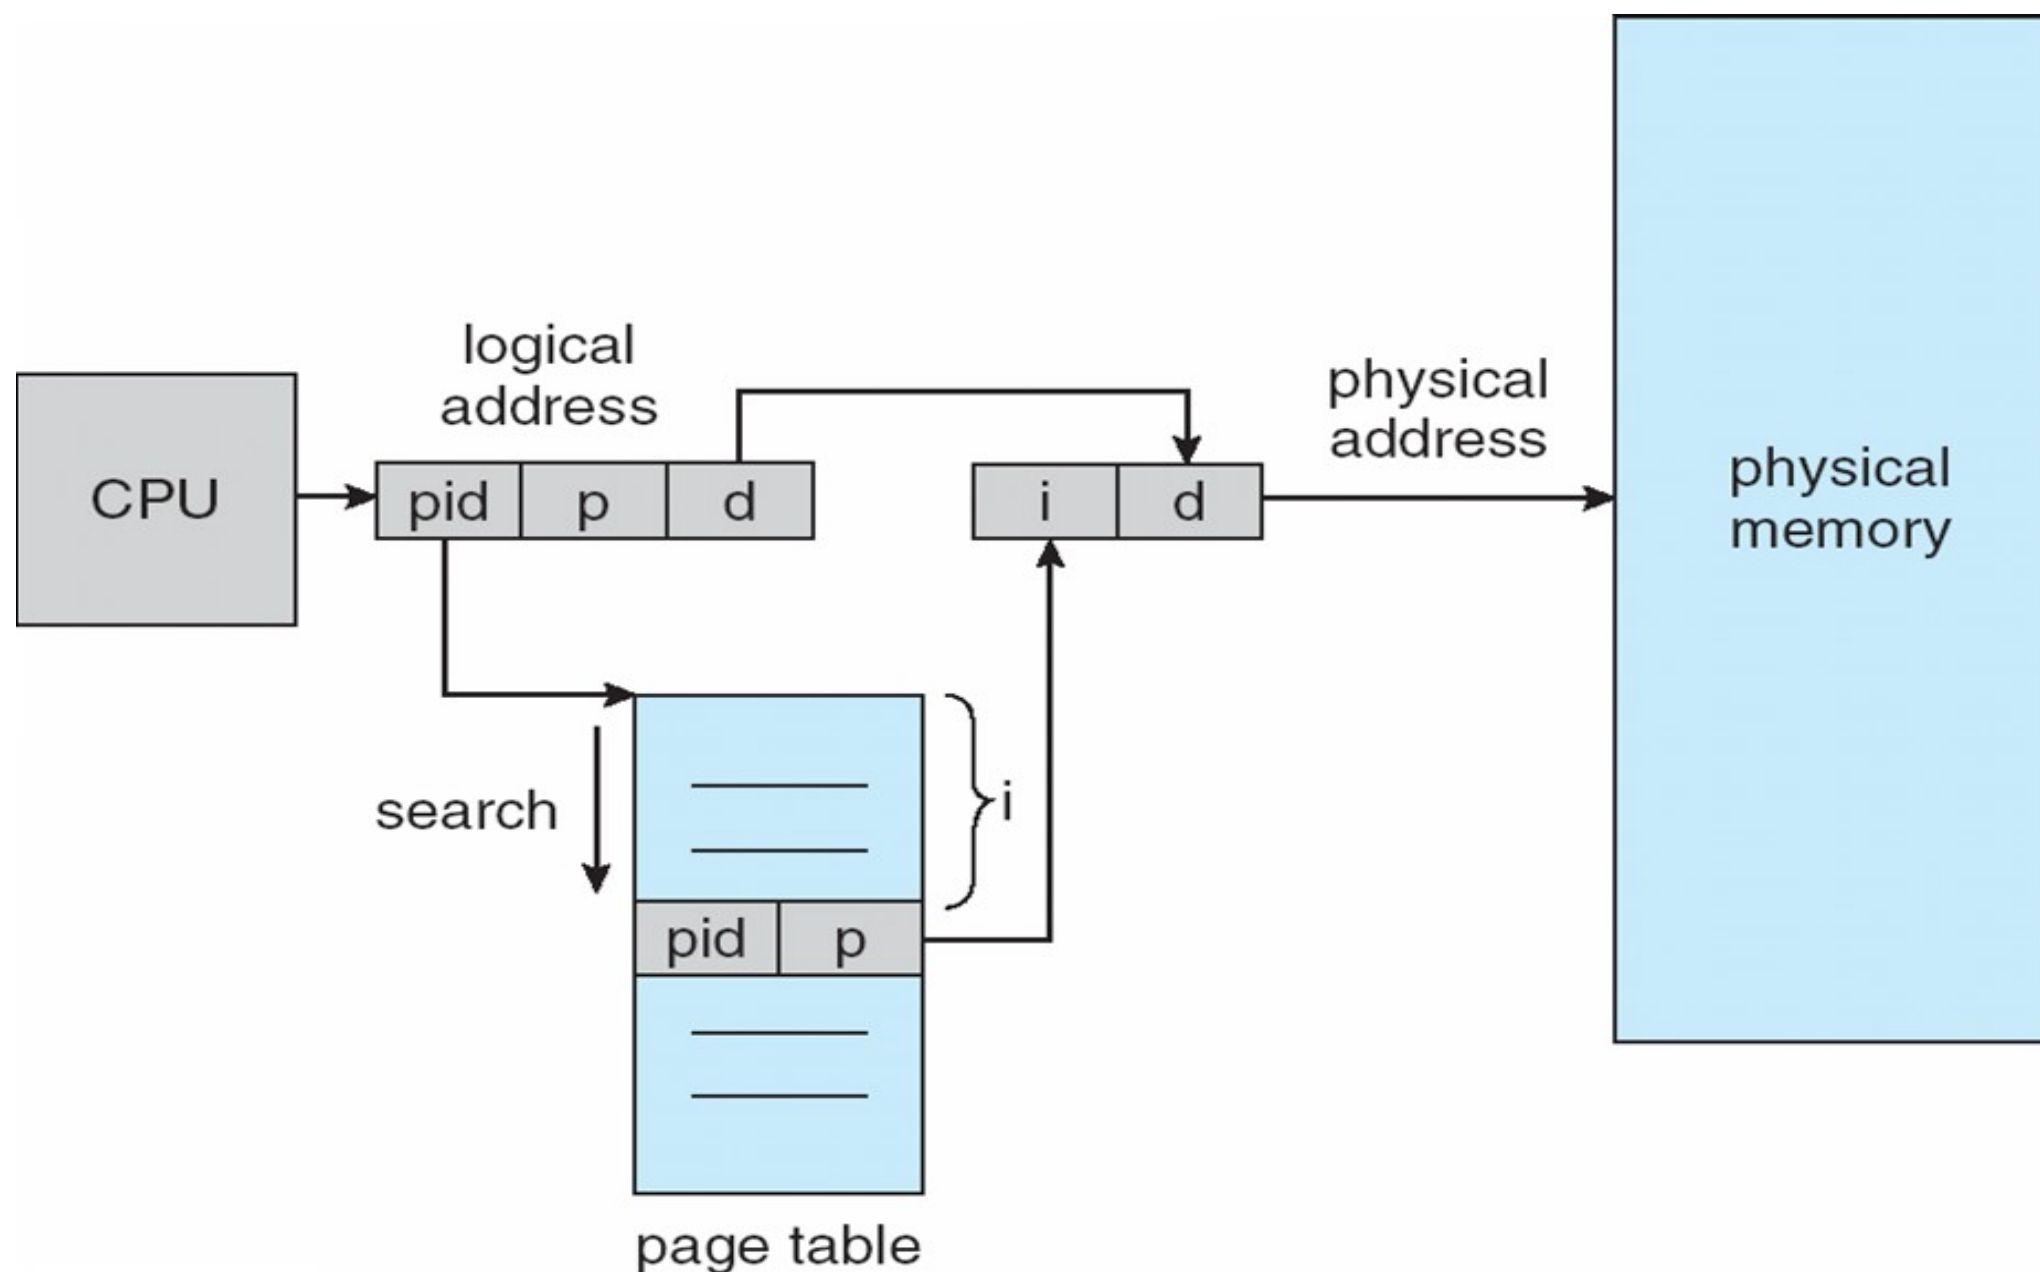 logical
address
CPU
pid p d
i d
physical
address
physical
memory
search
i
pid p
page table